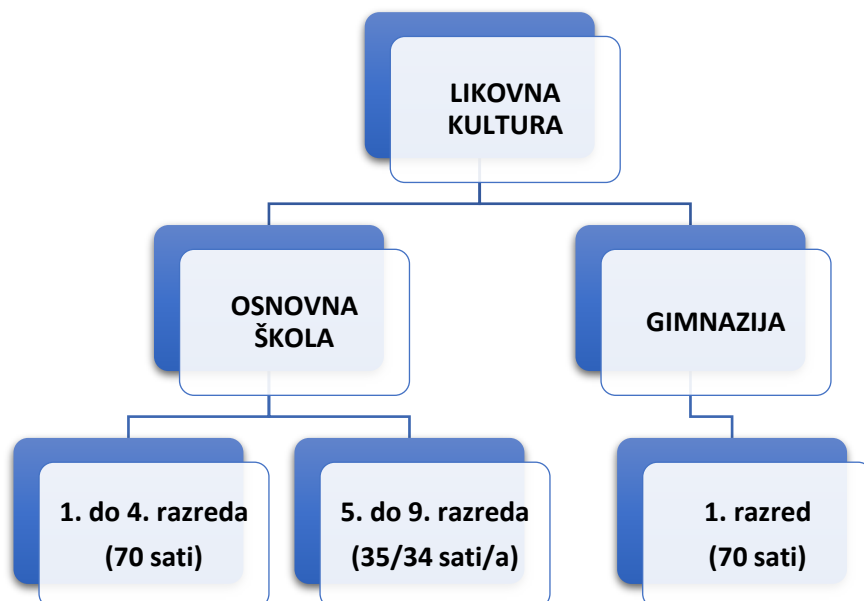 LIKOVNA
KULTURA
OSNOVNA
ŠKOLA
GIMNAZIJA
1. do 4. razreda
(70 sati)
5. do 9. razreda
(35/34 sati/a)
1. razred
(70 sati)